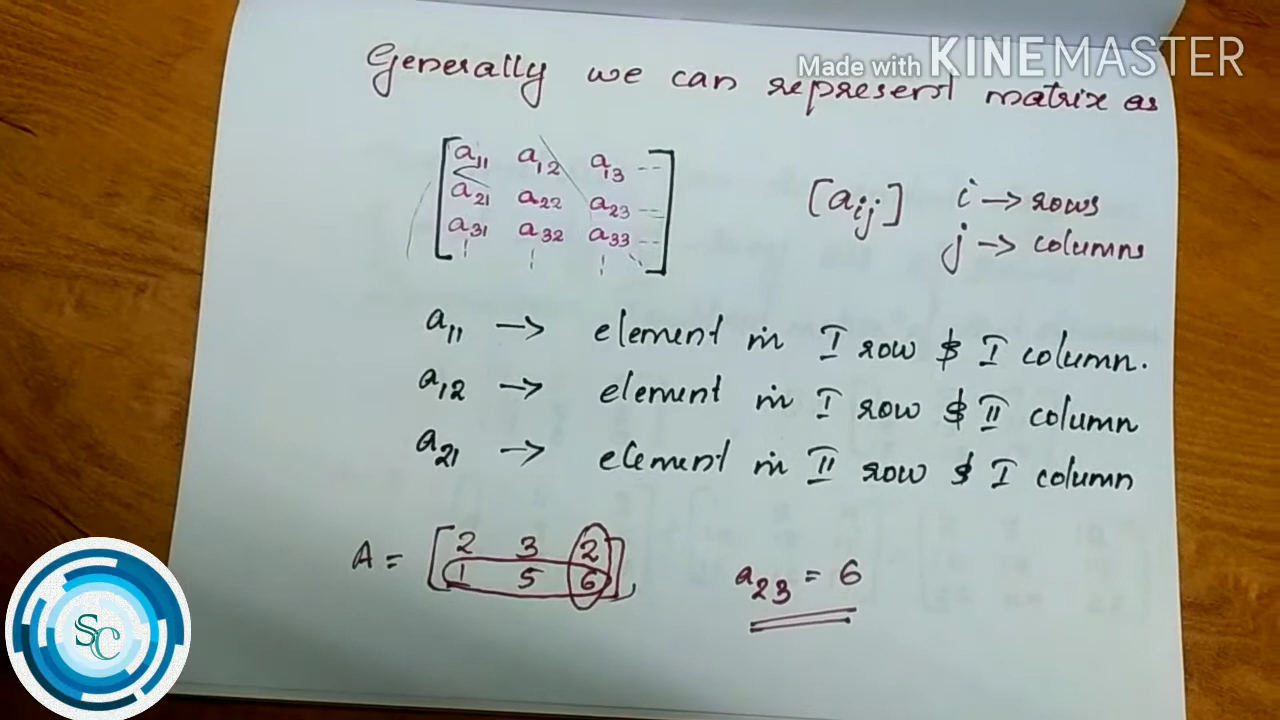 Made with KINEMASTER
Generally we can represent matrix as
a11 a12 a13 --
a21 a22 a23 --
a31 a32 a33 --
[aij] i → rows
j → columns
a11 → element in I row & I column.
a12 → element in I row & II column
a21 → element in II row & I column
A = [2 3 2
1 5 6], a23 = 6
SC